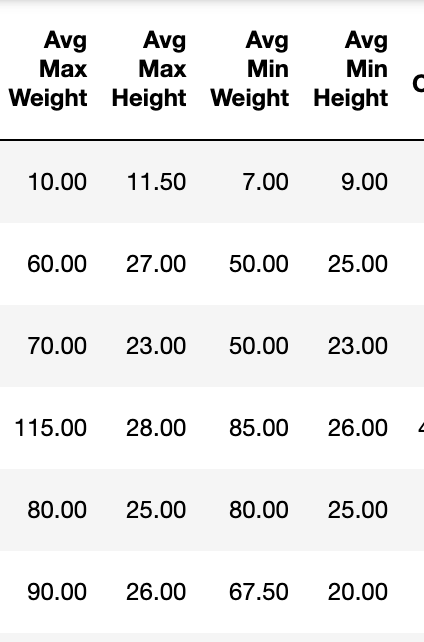 Avg Avg Avg Avg
Max Max Min Min
Weight Height Weight Height
10.00 11.50 7.00 9.00
60.00 27.00 50.00 25.00
70.00 23.00 50.00 23.00
115.00 28.00 85.00 26.00
80.00 25.00 80.00 25.00
90.00 26.00 67.50 20.00